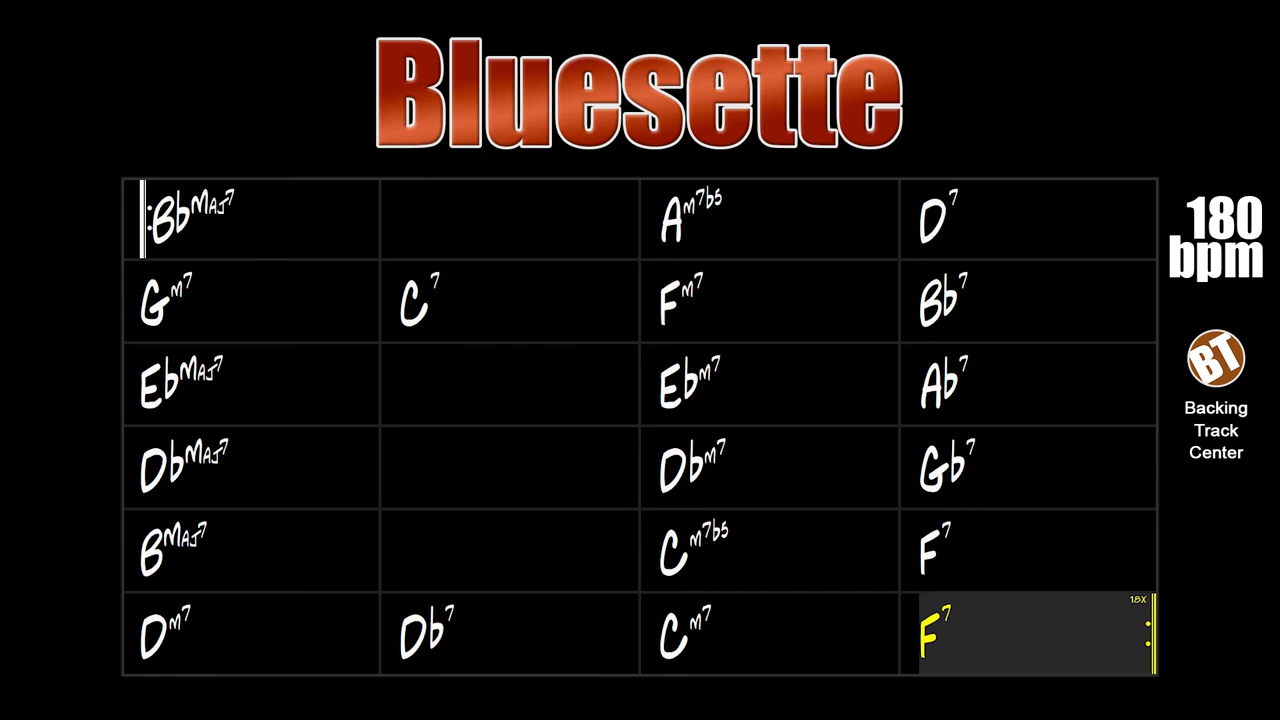 Bluesette
BbMAJ7 Am7b5 D7
180
bpm
Gm7 C7 Fm7 Bb7
EbMAJ7 Ebm7 Ab7
BT
Backing
Track
Center
DbMAJ7 Dbm7 Gb7
BMAJ7 Cm7b5 F7
Dm7 Db7 Cm7 F7 18X